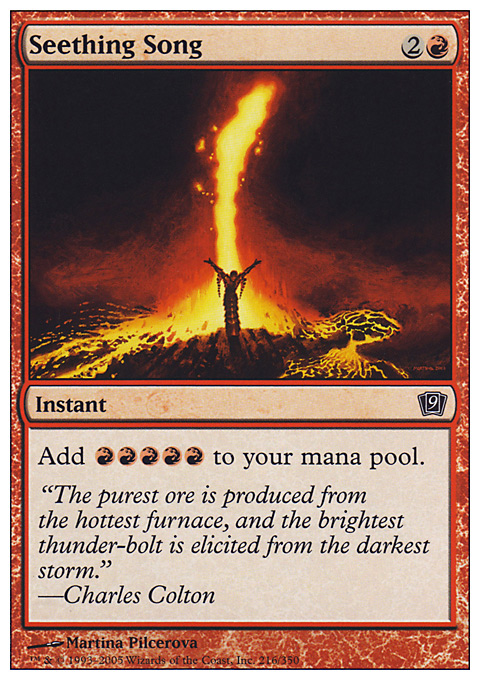 Seething Song 2
Instant 9
Add to your mana pool.
“The purest ore is produced from
the hottest furnace, and the brightest
thunder-bolt is elicited from the darkest
storm.”
—Charles Colton
Martina Pilcerova
™ & © 1993–2005 Wizards of the Coast, Inc. 216/350